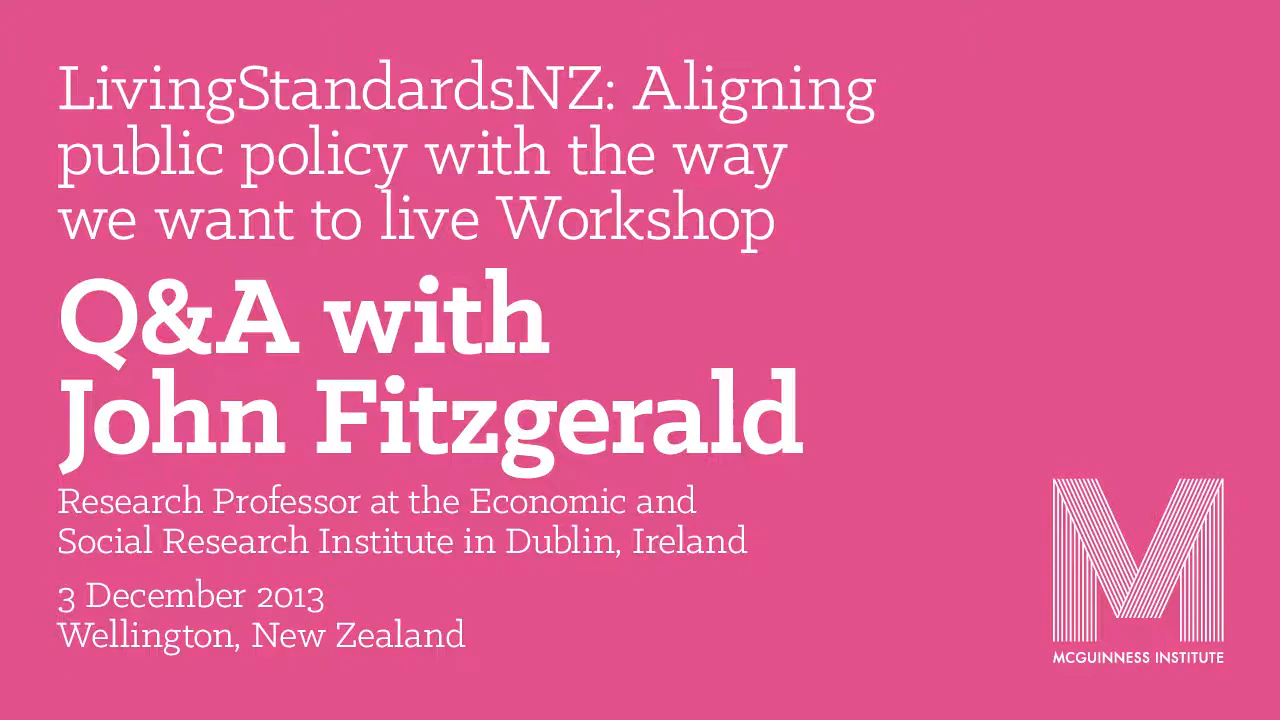 LivingStandardsNZ: Aligning
public policy with the way
we want to live Workshop
Q&A with
John Fitzgerald
Research Professor at the Economic and
Social Research Institute in Dublin, Ireland
3 December 2013
Wellington, New Zealand
M
MCGUINNESS INSTITUTE